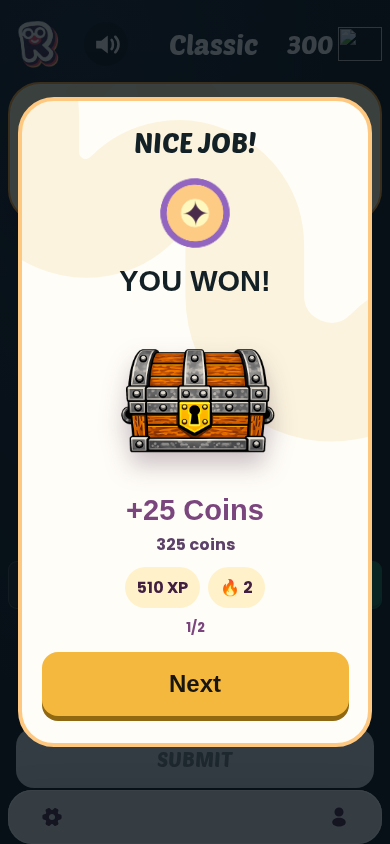 Classic
300
NICE JOB!
YOU WON!
+25 Coins
325 coins
510 XP
🔥 2
1/2
Next
SUBMIT